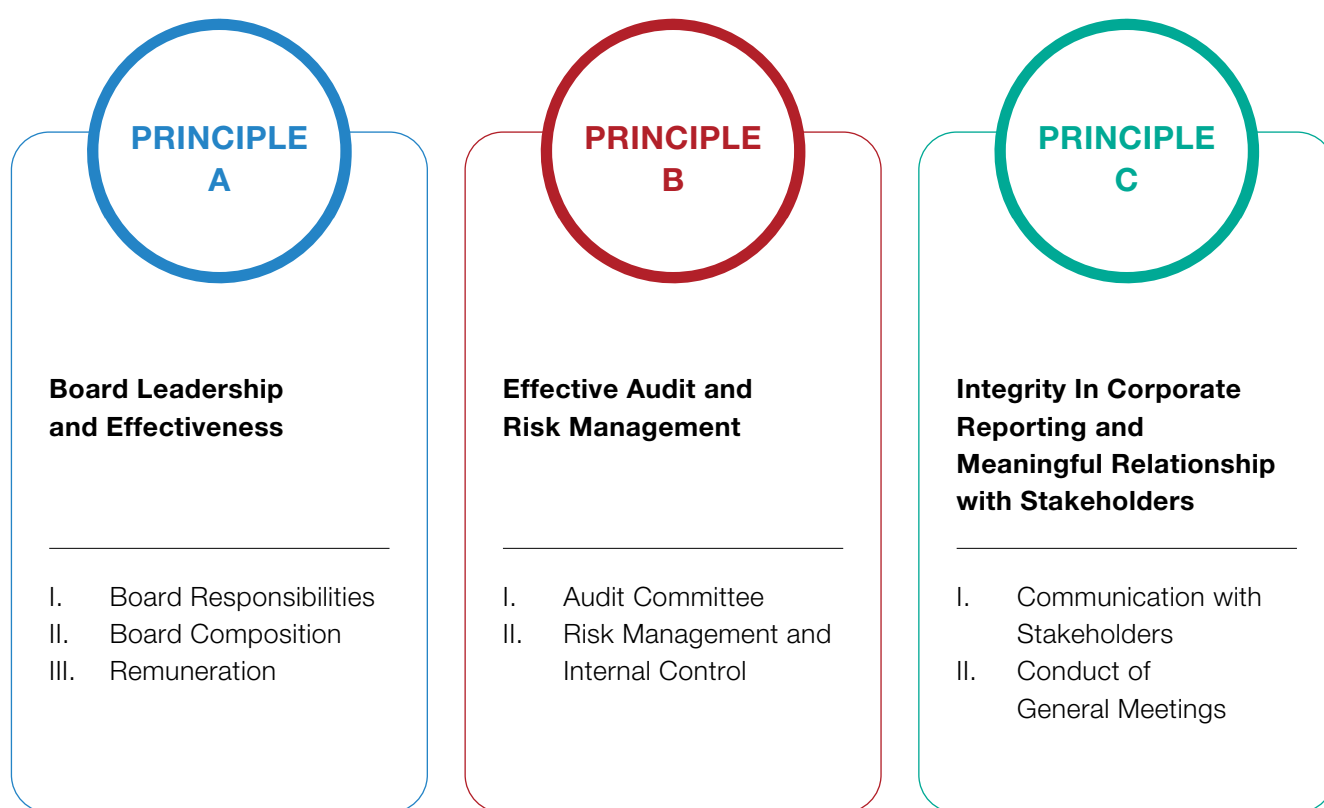 PRINCIPLE
A
Board Leadership
and Effectiveness
I. Board Responsibilities
II. Board Composition
III. Remuneration
PRINCIPLE
B
Effective Audit and
Risk Management
I. Audit Committee
II. Risk Management and
Internal Control
PRINCIPLE
C
Integrity In Corporate
Reporting and
Meaningful Relationship
with Stakeholders
I. Communication with
Stakeholders
II. Conduct of
General Meetings